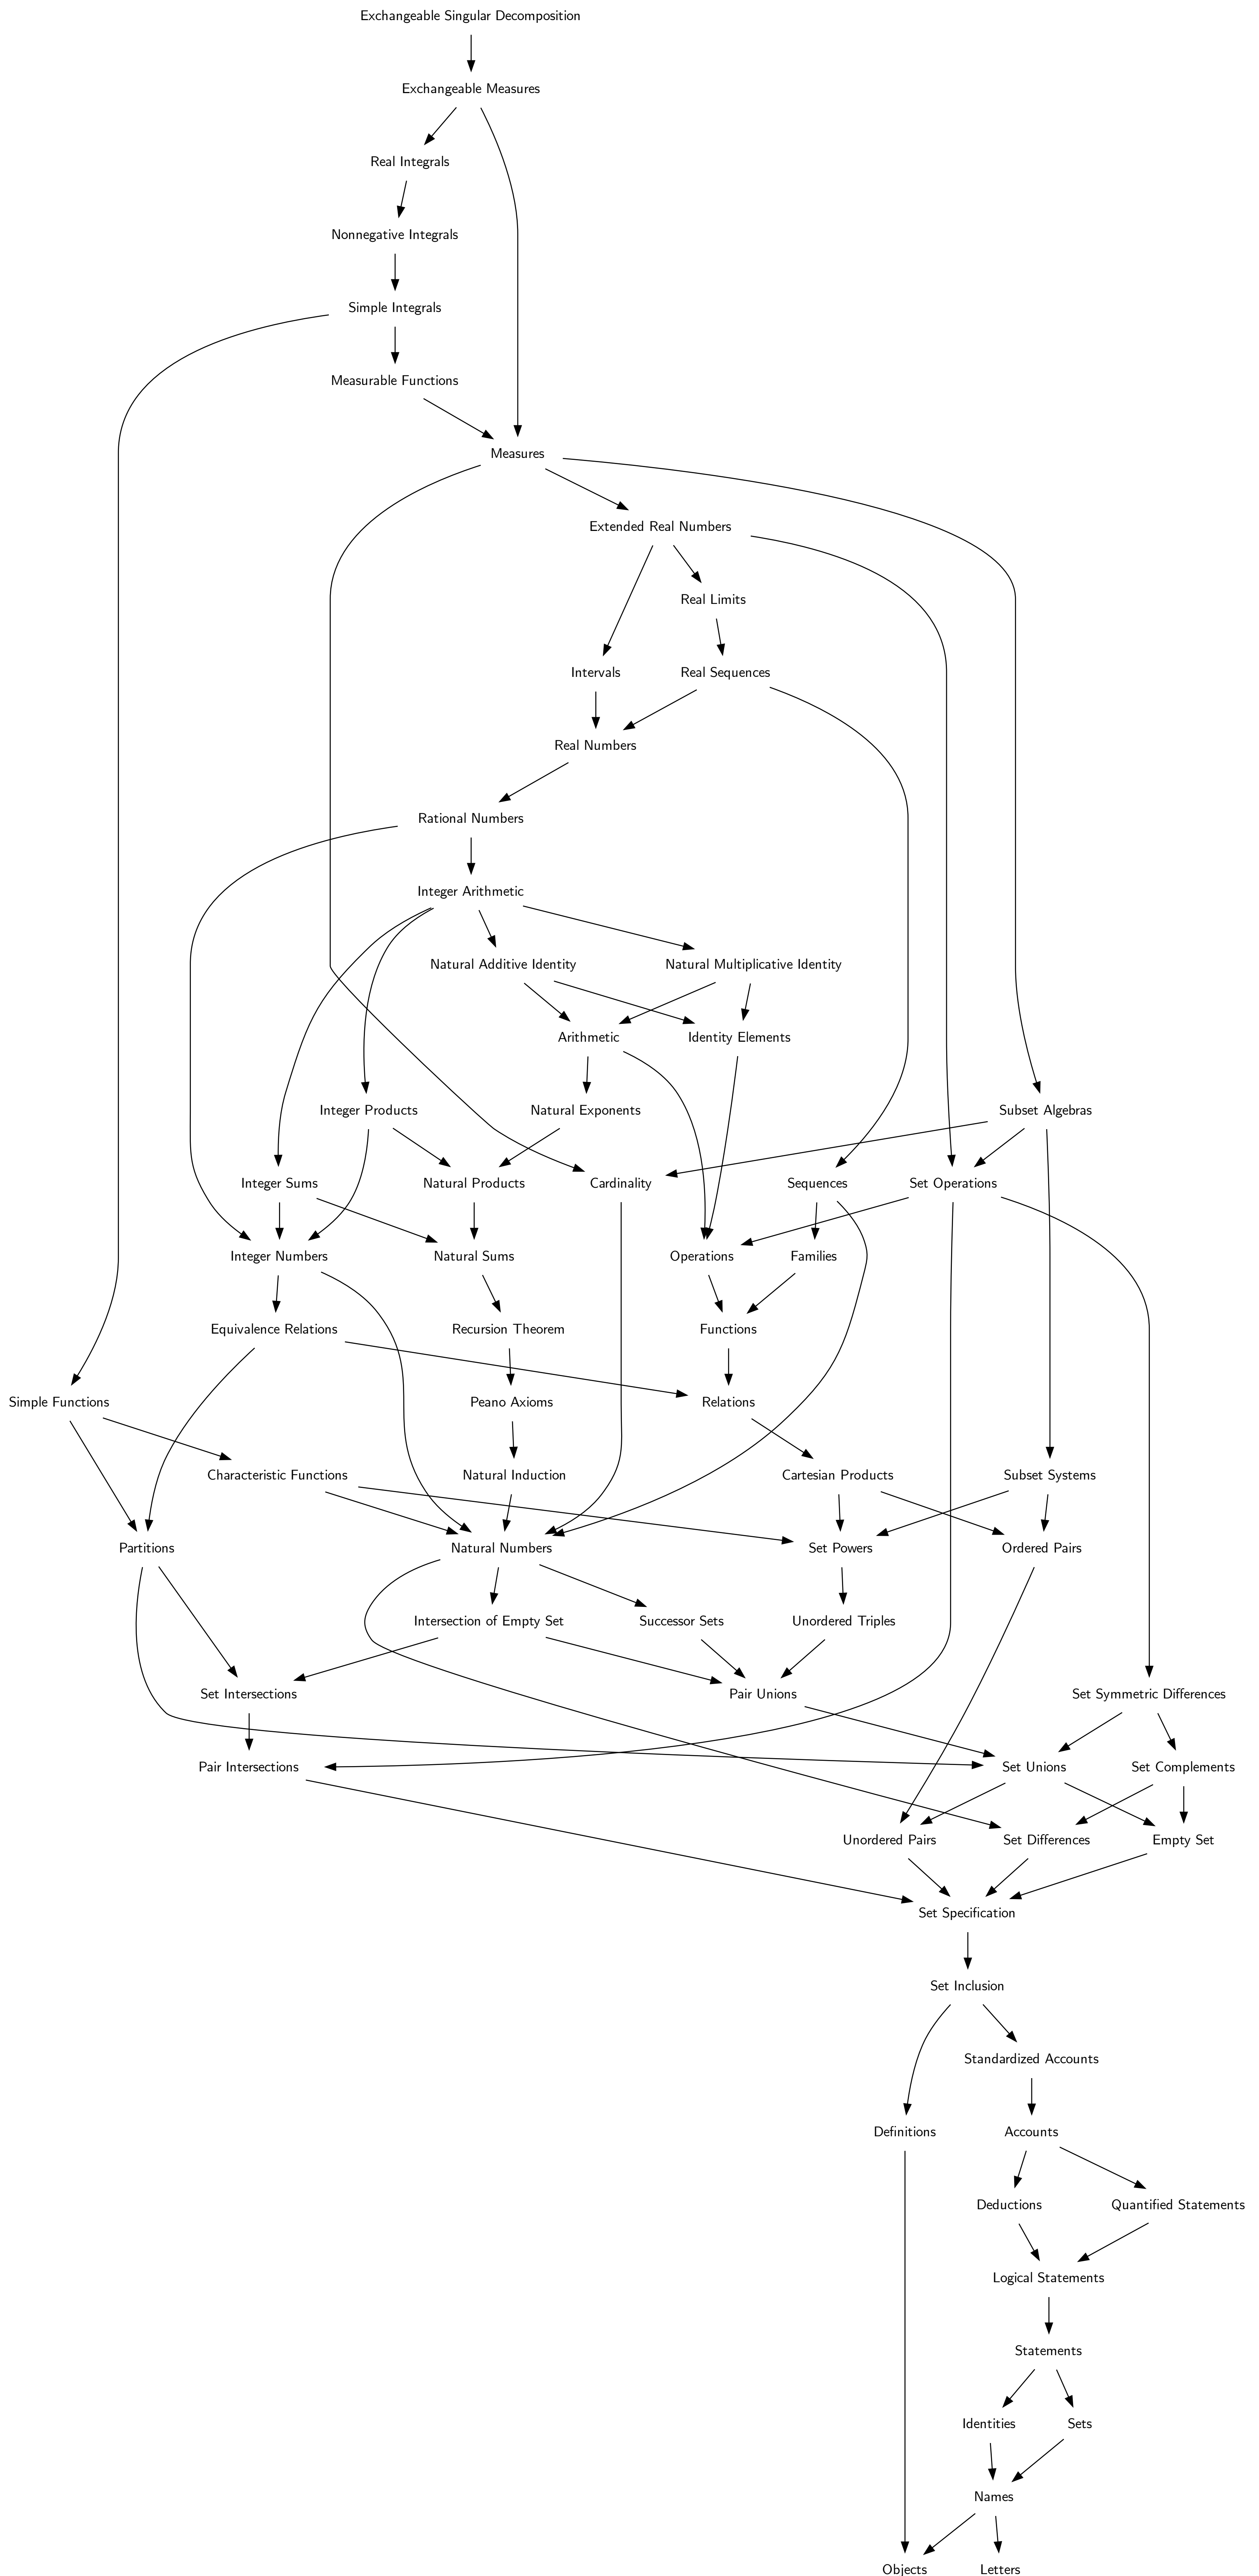 Exchangeable Singular Decomposition
Exchangeable Measures
Real Integrals
Nonnegative Integrals
Simple Integrals
Measurable Functions
Measures
Extended Real Numbers
Real Limits
Intervals
Real Sequences
Real Numbers
Rational Numbers
Integer Arithmetic
Natural Additive Identity
Natural Multiplicative Identity
Arithmetic
Identity Elements
Integer Products
Natural Exponents
Subset Algebras
Integer Sums
Natural Products
Cardinality
Sequences
Set Operations
Integer Numbers
Natural Sums
Operations
Families
Equivalence Relations
Recursion Theorem
Functions
Simple Functions
Peano Axioms
Relations
Characteristic Functions
Natural Induction
Cartesian Products
Subset Systems
Partitions
Natural Numbers
Set Powers
Ordered Pairs
Intersection of Empty Set
Successor Sets
Unordered Triples
Set Intersections
Pair Unions
Set Symmetric Differences
Pair Intersections
Set Unions
Set Complements
Unordered Pairs
Set Differences
Empty Set
Set Specification
Set Inclusion
Standardized Accounts
Definitions
Accounts
Deductions
Quantified Statements
Logical Statements
Statements
Identities
Sets
Names
Objects
Letters